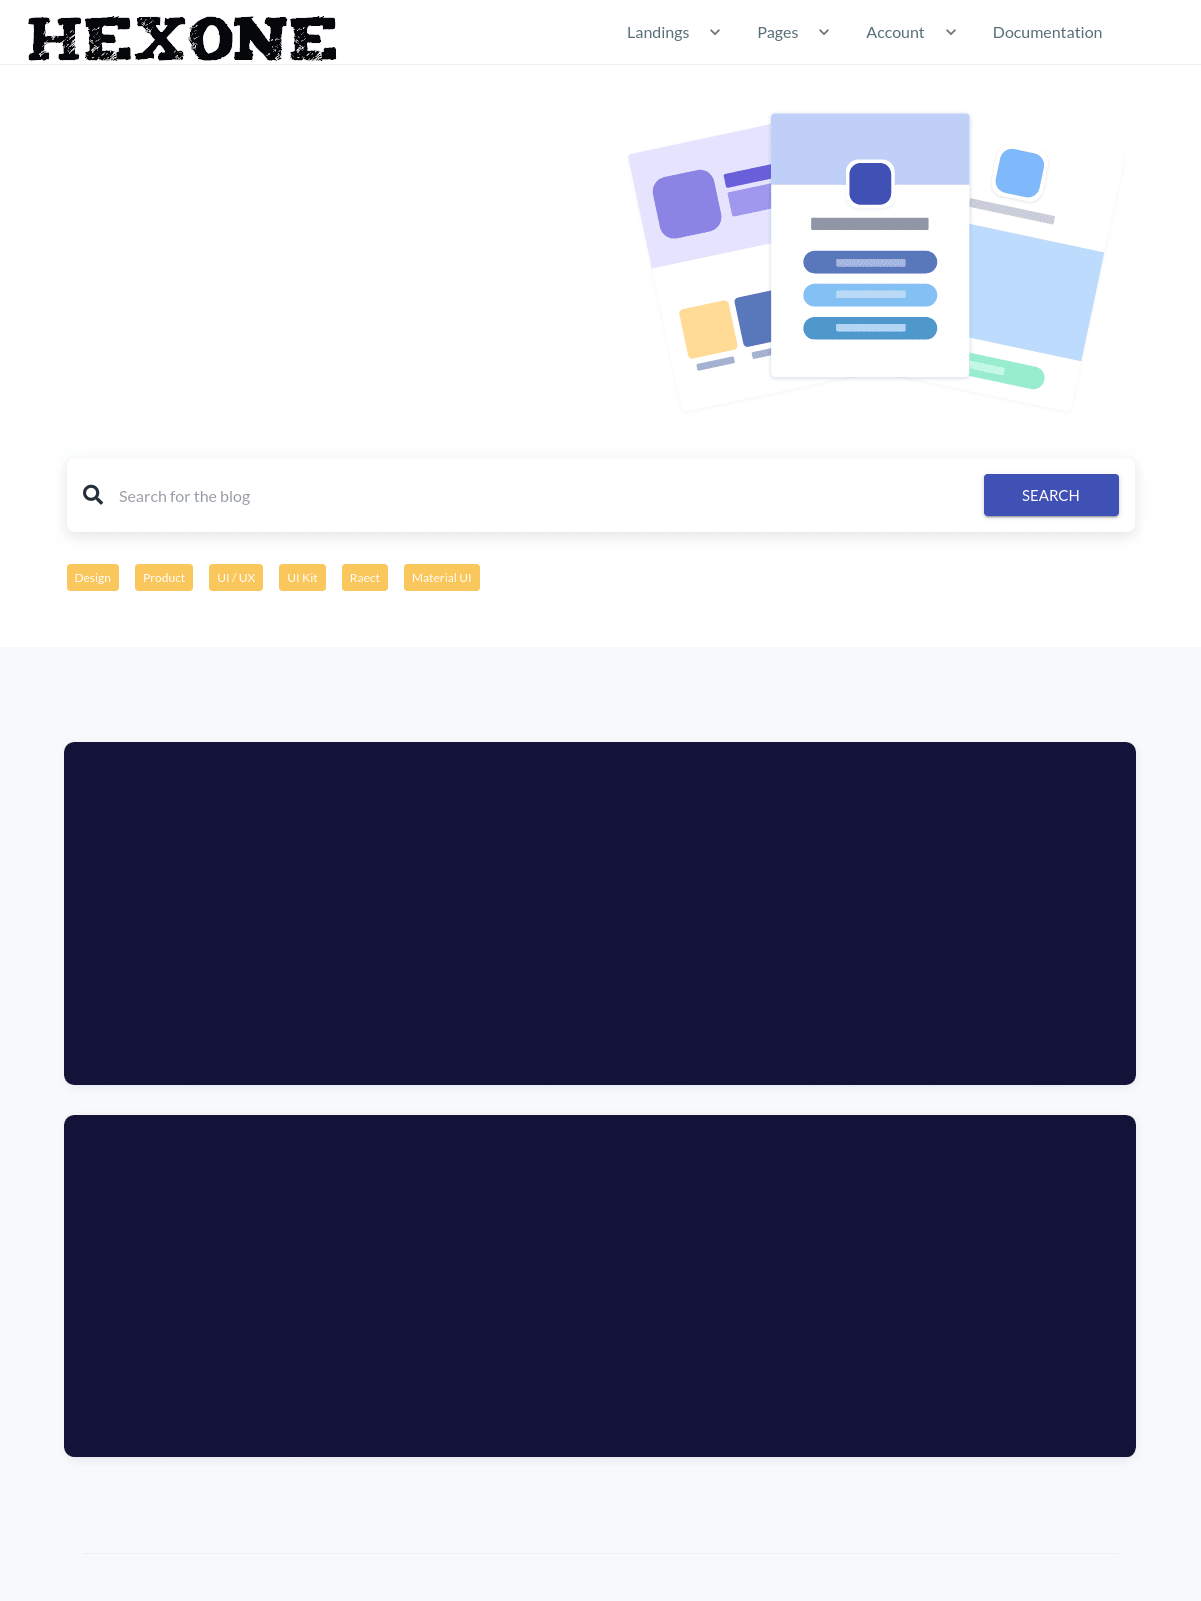 HEXONE
Landings Pages Account Documentation
Search for the blog
SEARCH
Design Product UI / UX UI Kit Raect Material UI